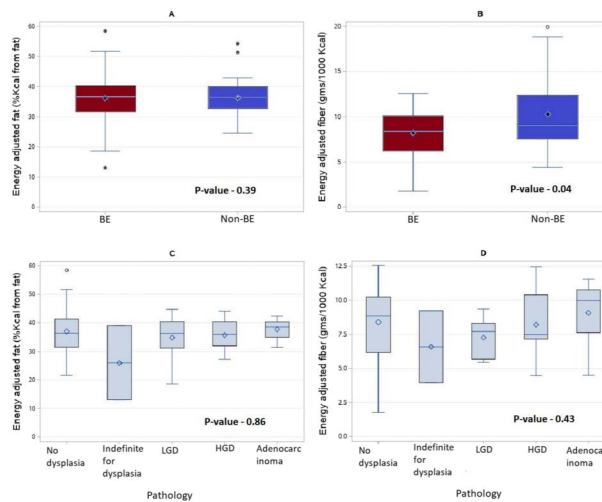 A
Energy adjusted fat (%Kcal from fat)
60
50
40
30
20
10
0
P-value - 0.39
BE
Non-BE
B
Energy adjusted fiber (gms/1000 Kcal)
20
15
10
5
0
P-value - 0.04
BE
Non-BE
C
Energy adjusted fat (%Kcal from fat)
60
50
40
30
20
10
0
P-value - 0.86
No
dysplasia
Indefinite
for
dysplasia
LGD
HGD
Adenocarc
inoma
Pathology
D
Energy adjusted fiber (gms/1000 Kcal)
12.5
10.0
7.5
5.0
2.5
0.0
P-value - 0.43
No
dysplasia
Indefinite
for
dysplasia
LGD
HGD
Adenoca
inoma
Pathology